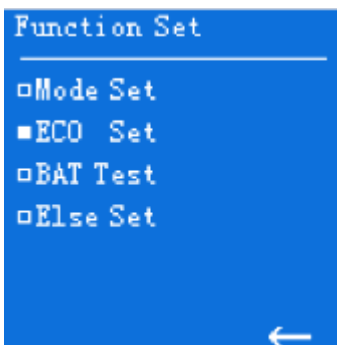 Function Set
Mode Set
ECO Set
BAT Test
Else Set